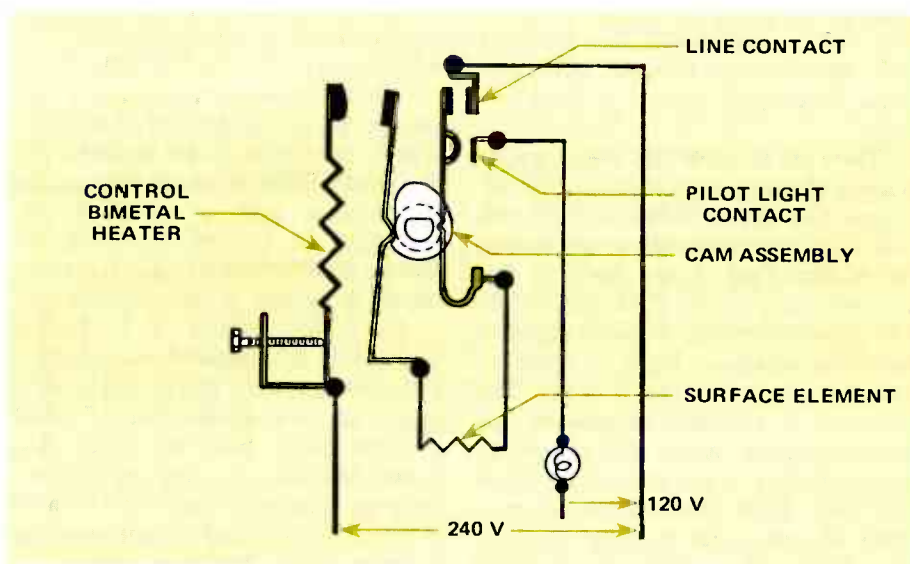 LINE CONTACT
CONTROL
BIMETAL
HEATER
PILOT LIGHT
CONTACT
CAM ASSEMBLY
SURFACE ELEMENT
120 V
240 V